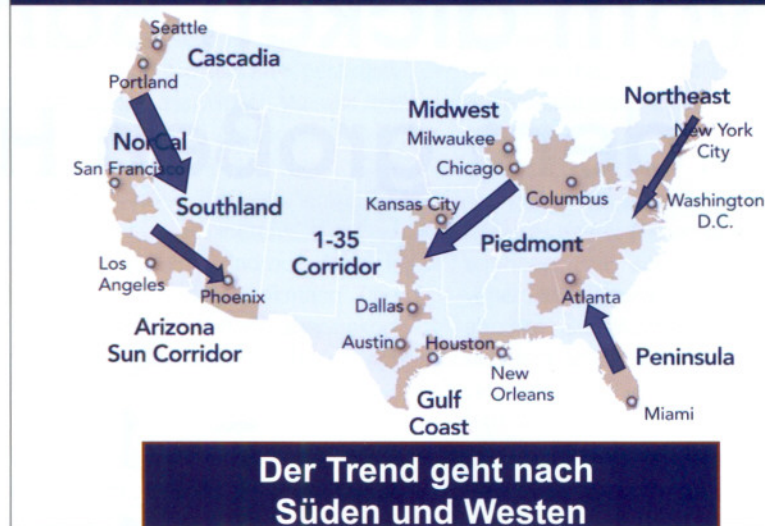 Seattle
Cascadia
Portland
Midwest
Northeast
Milwaukee
NorCal
New York
City
San Francisco
Chicago
Kansas City
Columbus
Washington
D.C.
Southland
1-35
Corridor
Piedmont
Los
Angeles
Phoenix
Dallas
Atlanta
Arizona
Sun Corridor
Austin
Houston
Peninsula
New
Orleans
Gulf
Coast
Miami
Der Trend geht nach
Süden und Westen